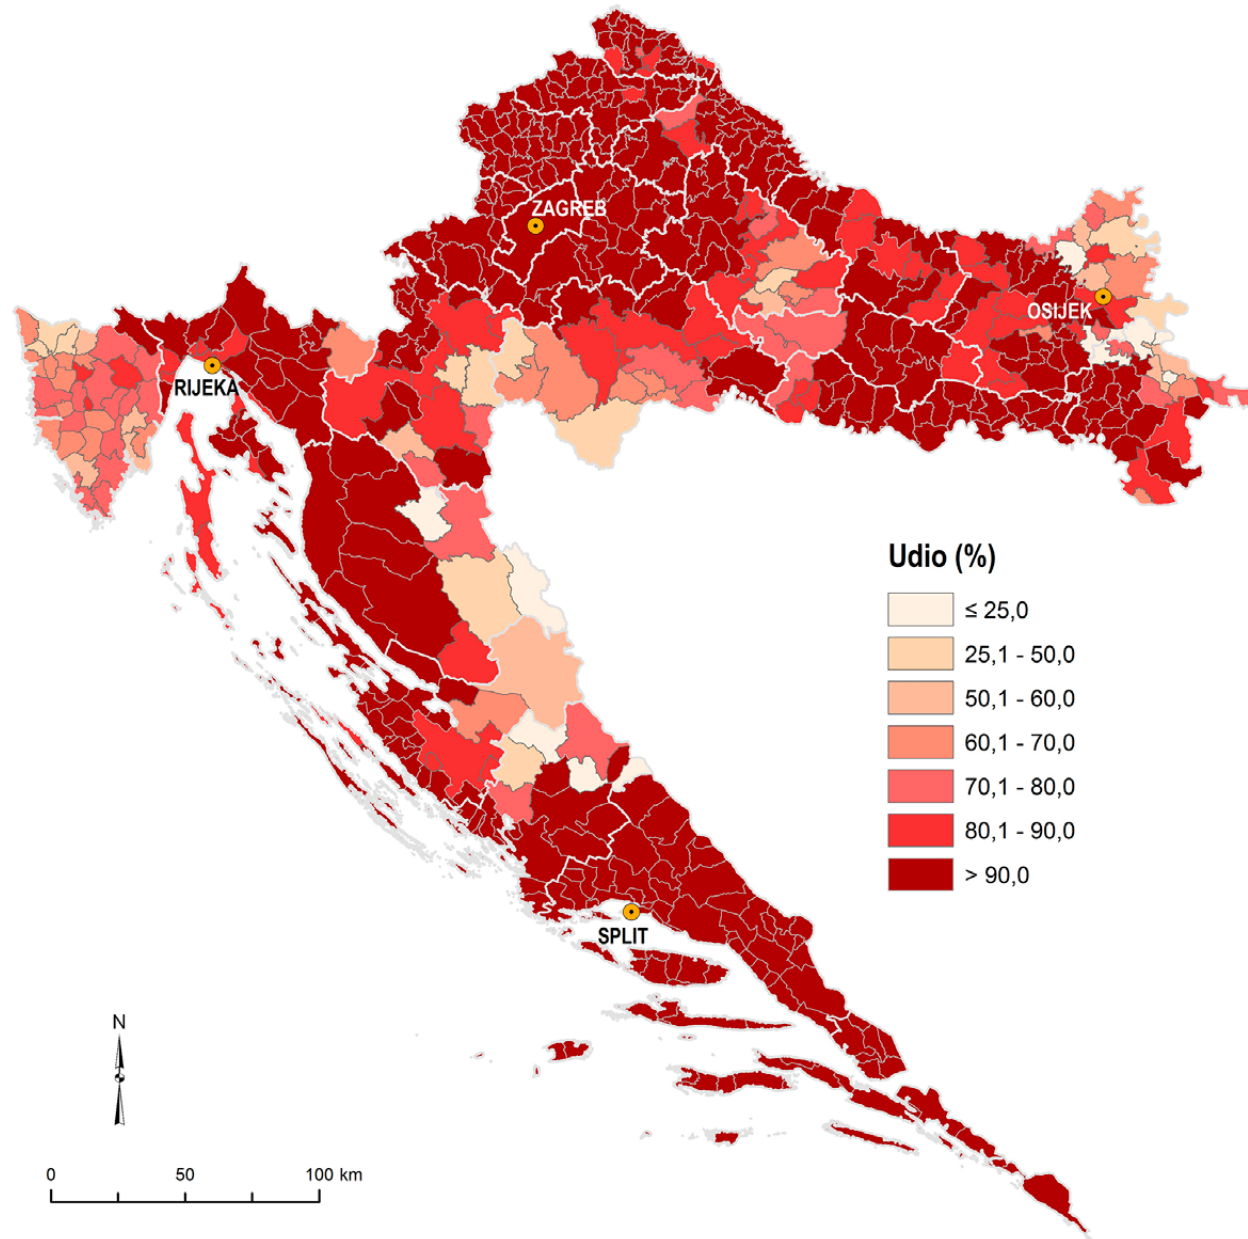 ZAGREB
OSIJEK
RIJEKA
Udio (%)
≤ 25,0
25,1 - 50,0
50,1 - 60,0
60,1 - 70,0
70,1 - 80,0
80,1 - 90,0
> 90,0
SPLIT
N
0 50 100 km